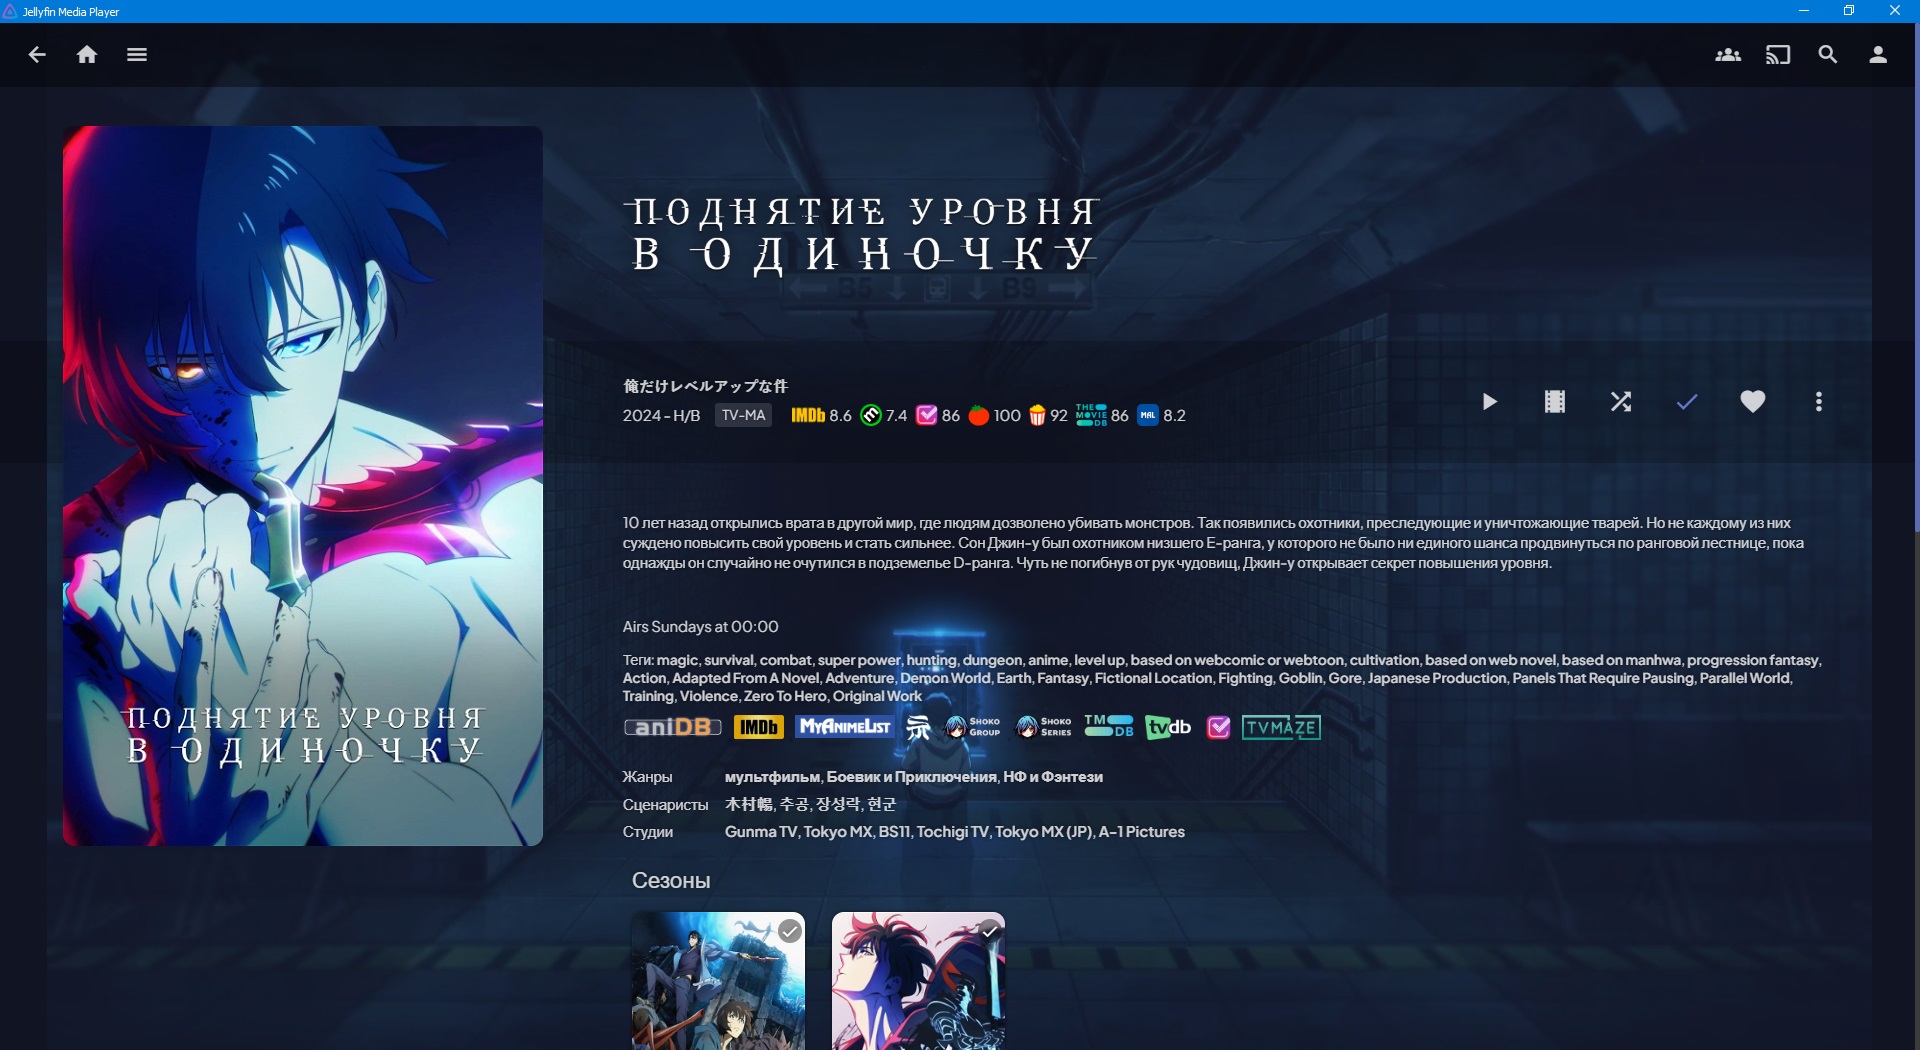 Jellyfin Media Player
ПОДНЯТИЕ УРОВНЯ
В ОДИНОЧКУ
B5
B9
俺だけレベルアップな件
2024 - Н/В TV-MA IMDb 8.6 7.4 86 100 92 THE MOVIE DB 86 MAL 8.2
10 лет назад открылись врата в другой мир, где людям дозволено убивать монстров. Так появились охотники, преследующие и уничтожающие тварей. Но не каждому из них
суждено повысить свой уровень и стать сильнее. Сон Джин-у был охотником низшего E-ранга, у которого не было ни единого шанса продвинуться по ранговой лестнице, пока
однажды он случайно не очутился в подземелье D-ранга. Чуть не погибнув от рук чудовищ, Джин-у открывает секрет повышения уровня.
Airs Sundays at 00:00
Теги: magic, survival, combat, super power, hunting, dungeon, anime, level up, based on webcomic or webtoon, cultivation, based on web novel, based on manhwa, progression fantasy,
Action, Adapted From A Novel, Adventure, Demon World, Earth, Fantasy, Fictional Location, Fighting, Goblin, Gore, Japanese Production, Panels That Require Pausing, Parallel World,
Training, Violence, Zero To Hero, Original Work
aniDB IMDb MYANIMELIST SHOKO GROUP SHOKO SERIES TMDB tvdb TVMAZE
Жанры мультфильм, Боевик и Приключения, НФ и Фэнтези
Сценаристы 木村暢, 추공, 장성락, 현군
Студии Gunma TV, Tokyo MX, BS11, Tochigi TV, Tokyo MX (JP), A-1 Pictures
Сезоны
ПОДНЯТИЕ УРОВНЯ
В ОДИНОЧКУ